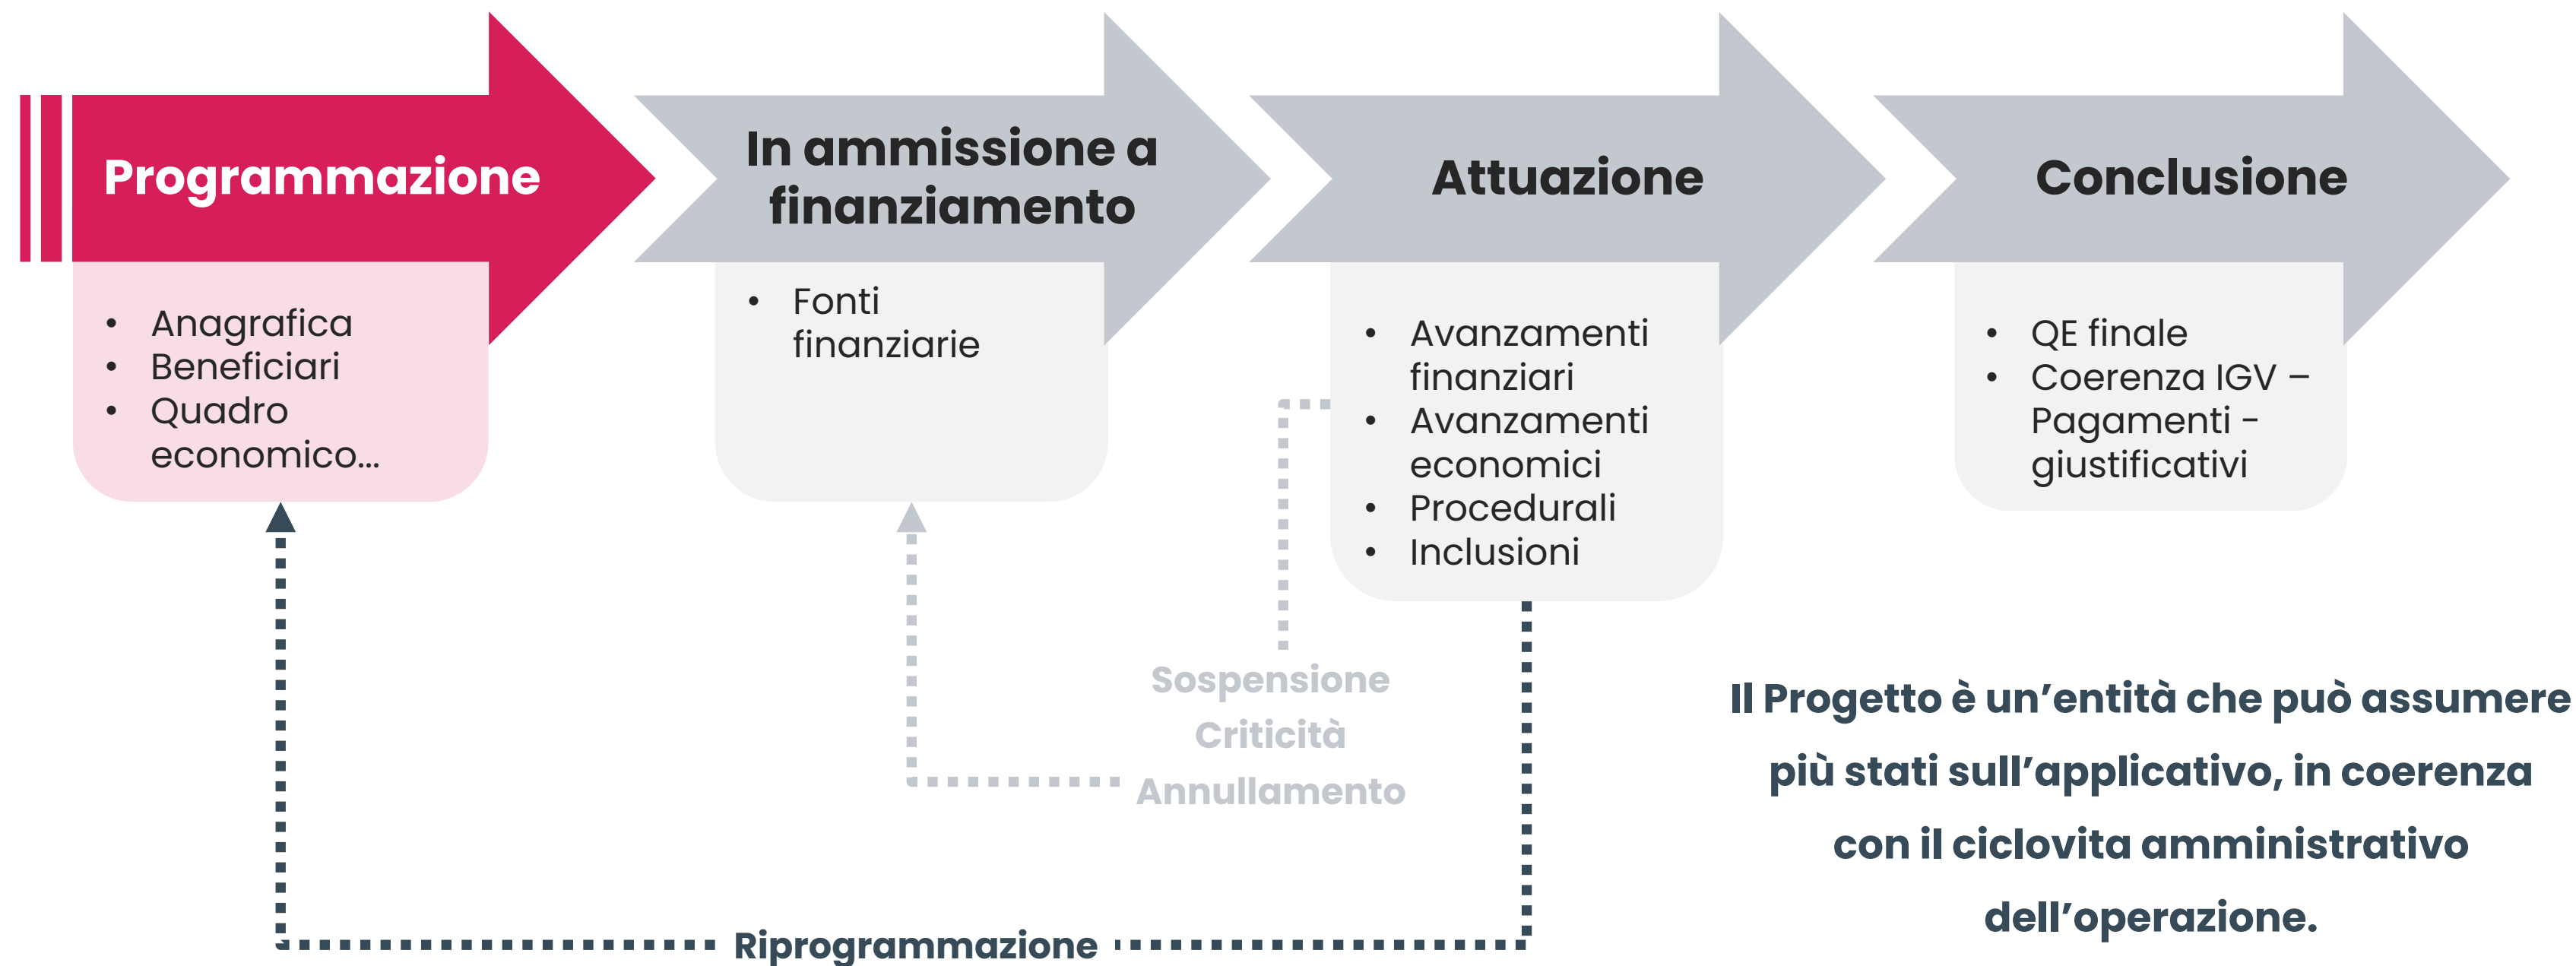 Programmazione
In ammissione a
finanziamento
Attuazione
Conclusione
• Anagrafica
• Beneficiari
• Quadro
economico...
• Fonti
finanziarie
• Avanzamenti
finanziari
• Avanzamenti
economici
• Procedurali
• Inclusioni
• QE finale
• Coerenza IGV –
Pagamenti -
giustificativi
Sospensione
Criticità
Annullamento
Riprogrammazione
Il Progetto è un’entità che può assumere
più stati sull’applicativo, in coerenza
con il ciclovita amministrativo
dell’operazione.